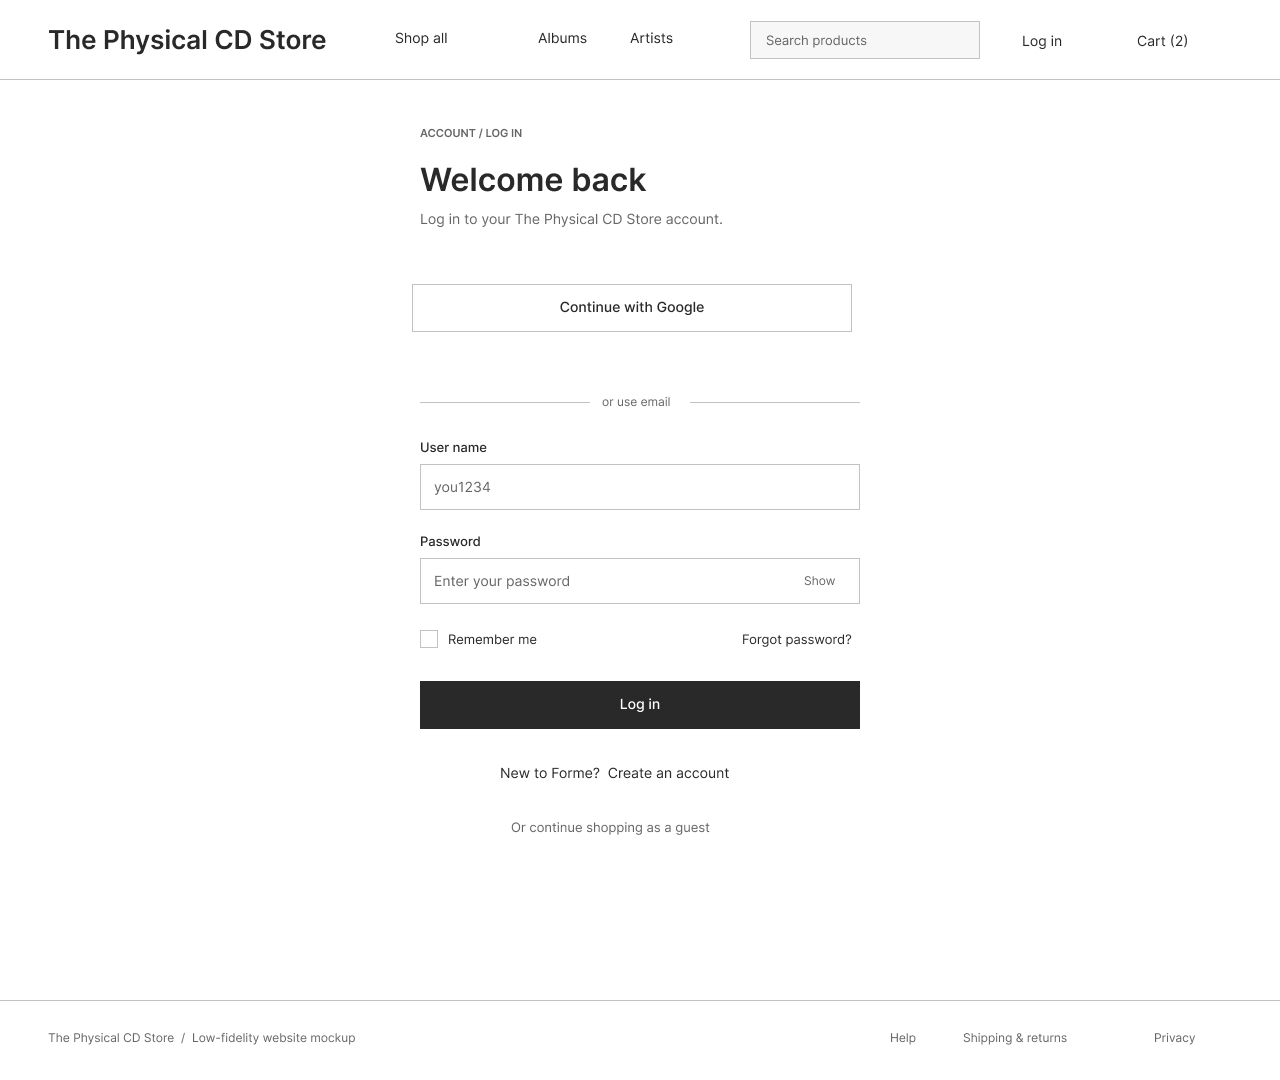 The Physical CD Store Shop all Albums Artists Search products Log in Cart (2)
ACCOUNT / LOG IN
Welcome back
Log in to your The Physical CD Store account.
Continue with Google
or use email
User name
you1234
Password
Enter your password Show
Remember me Forgot password?
Log in
New to Forme? Create an account
Or continue shopping as a guest
The Physical CD Store / Low-fidelity website mockup Help Shipping & returns Privacy